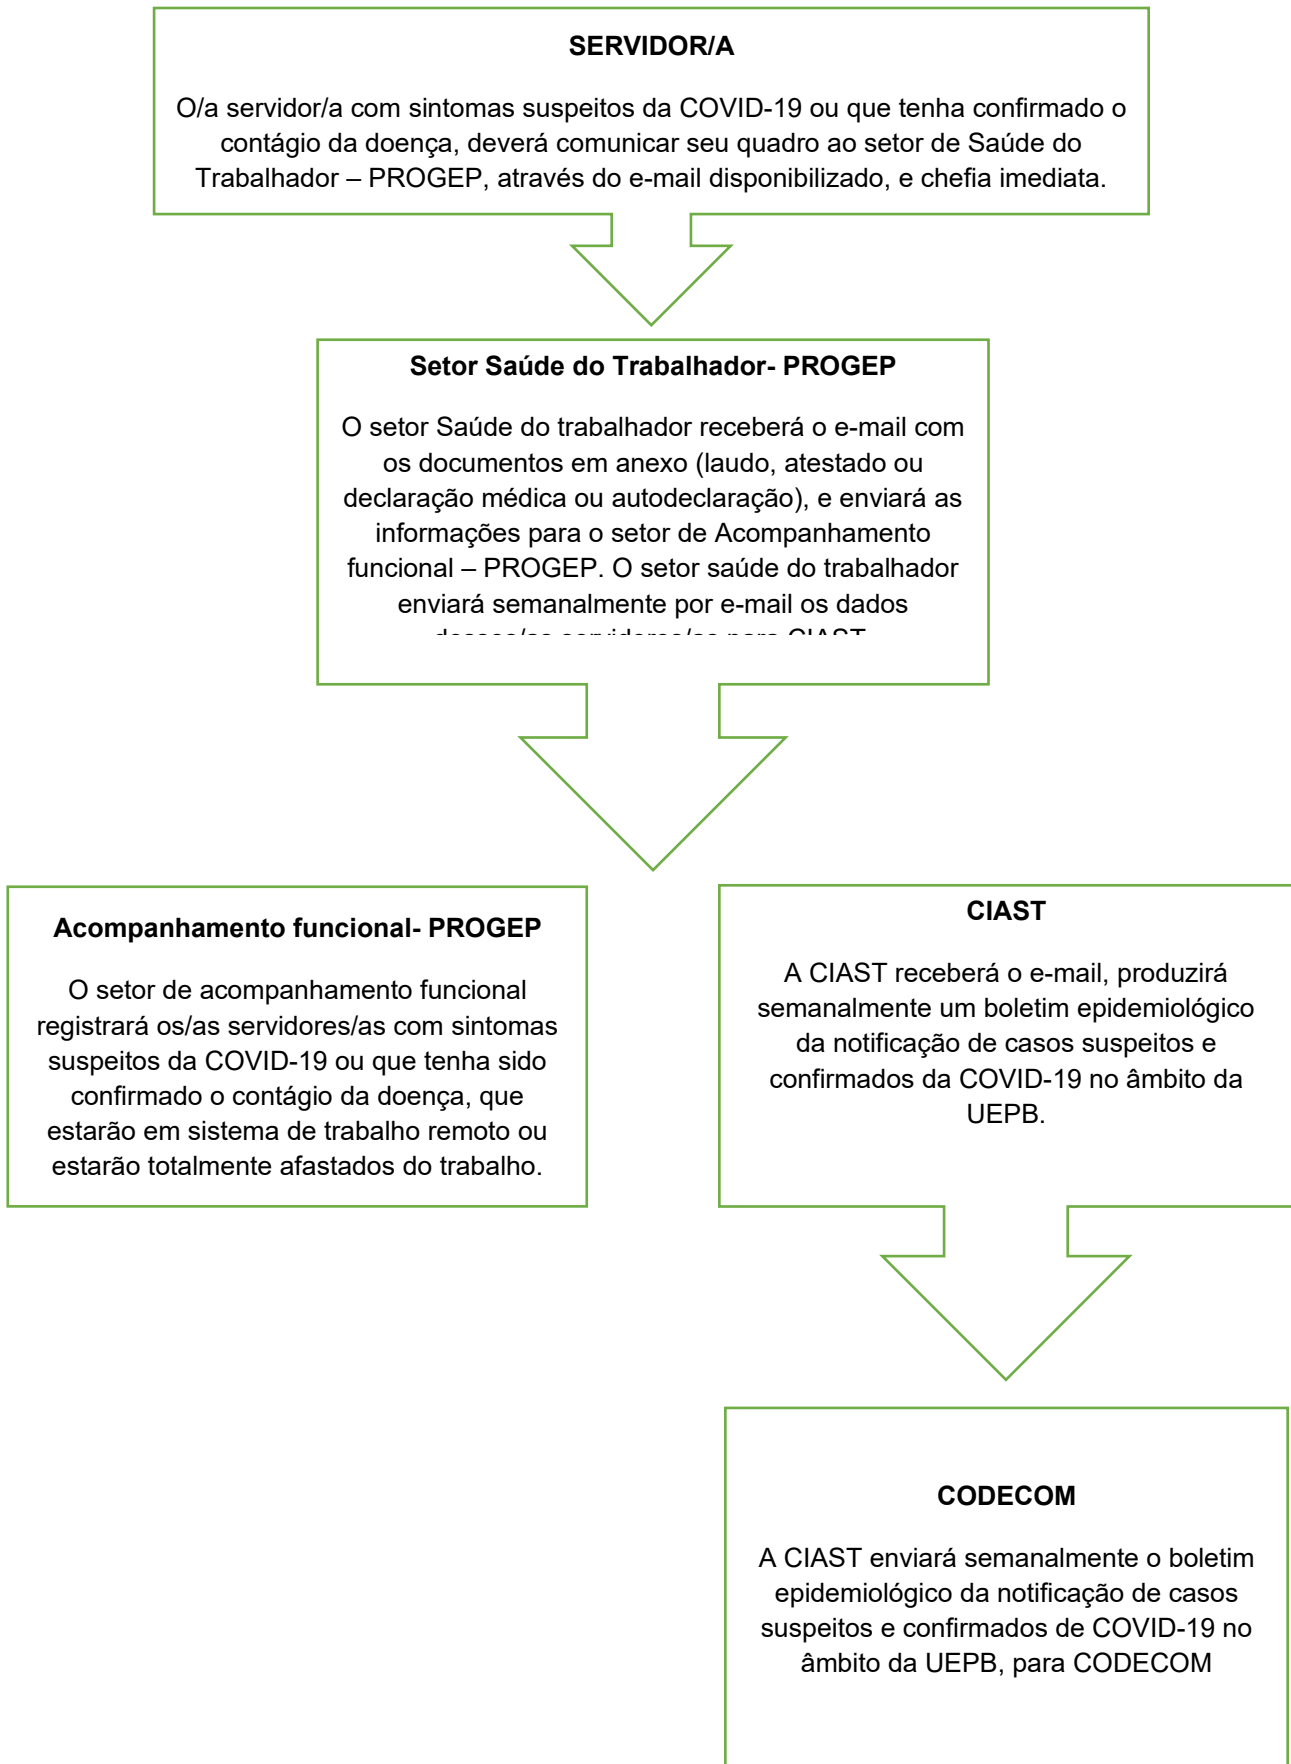 SERVIDOR/A
O/a servidor/a com sintomas suspeitos da COVID-19 ou que tenha confirmado o
contágio da doença, deverá comunicar seu quadro ao setor de Saúde do
Trabalhador – PROGEP, através do e-mail disponibilizado, e chefia imediata.
Setor Saúde do Trabalhador- PROGEP
O setor Saúde do trabalhador receberá o e-mail com
os documentos em anexo (laudo, atestado ou
declaração médica ou autodeclaração), e enviará as
informações para o setor de Acompanhamento
funcional – PROGEP. O setor saúde do trabalhador
enviará semanalmente por e-mail os dados
servidores/as para CIAST
Acompanhamento funcional- PROGEP
O setor de acompanhamento funcional
registrará os/as servidores/as com sintomas
suspeitos da COVID-19 ou que tenha sido
confirmado o contágio da doença, que
estarão em sistema de trabalho remoto ou
estarão totalmente afastados do trabalho.
CIAST
A CIAST receberá o e-mail, produzirá
semanalmente um boletim epidemiológico
da notificação de casos suspeitos e
confirmados da COVID-19 no âmbito da
UEPB.
CODECOM
A CIAST enviará semanalmente o boletim
epidemiológico da notificação de casos
suspeitos e confirmados de COVID-19 no
âmbito da UEPB, para CODECOM